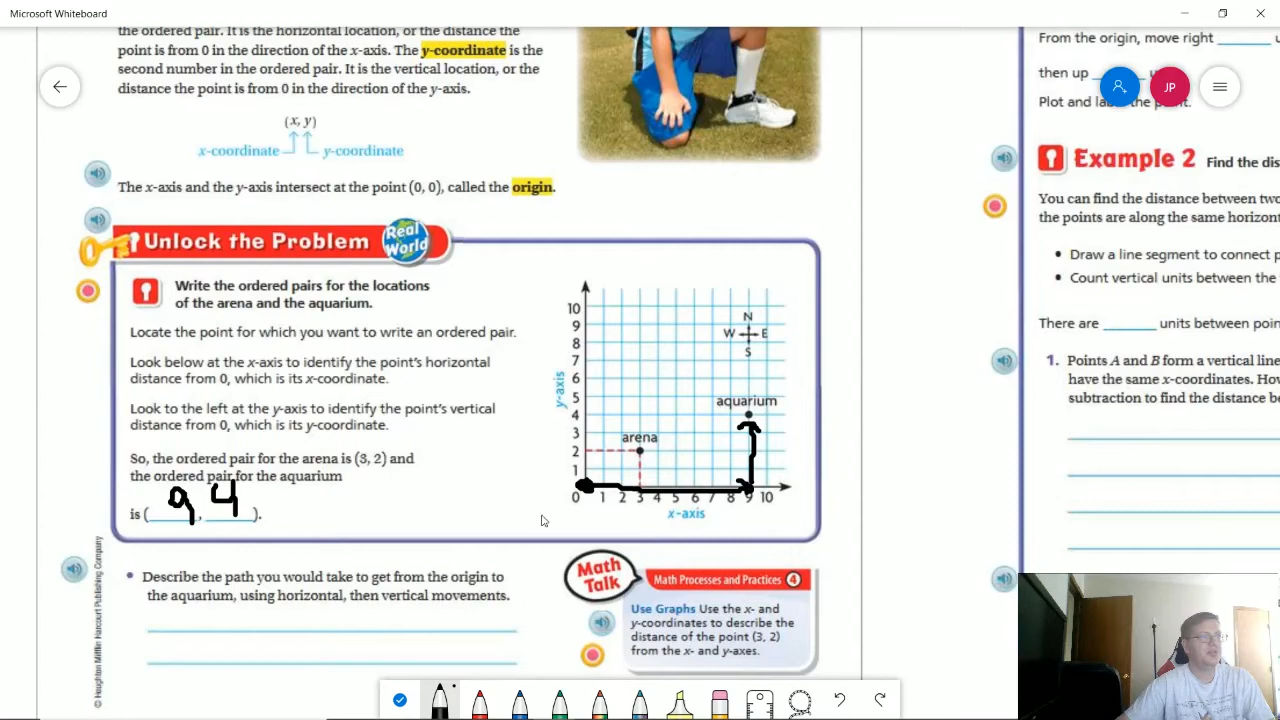 Microsoft Whiteboard
the ordered pair. It is the horizontal location, or the distance the
point is from 0 in the direction of the x-axis. The y-coordinate is the
second number in the ordered pair. It is the vertical location, or the
distance the point is from 0 in the direction of the y-axis.
(x, y)
x-coordinate y-coordinate
The x-axis and the y-axis intersect at the point (0, 0), called the origin.
Unlock the Problem
Real
World
Write the ordered pairs for the locations
of the arena and the aquarium.
Locate the point for which you want to write an ordered pair.
Look below at the x-axis to identify the point's horizontal
distance from 0, which is its x-coordinate.
Look to the left at the y-axis to identify the point's vertical
distance from 0, which is its y-coordinate.
So, the ordered pair for the arena is (3, 2) and
the ordered pair for the aquarium
is ( 9 , 4 ).
10
9
8
7
6
5
4
3
2
1
0 1 2 3 4 5 6 7 8 9 10
y-axis
x-axis
N
W E
S
aquarium
arena
• Describe the path you would take to get from the origin to
the aquarium, using horizontal, then vertical movements.
Math
Talk
Math Processes and Practices 4
Use Graphs Use the x- and
y-coordinates to describe the
distance of the point (3, 2)
from the x- and y-axes.
© Houghton Mifflin Harcourt Publishing Company
From the origin, move right
then up
Plot and the point.
JP
Example 2 Find the
You can find the distance between
the points are along the same
• Draw a line segment to connect
• Count vertical units between the
There are units between
1. Points A and B form a vertical
have the same x-coordinates.
subtraction to find the distance